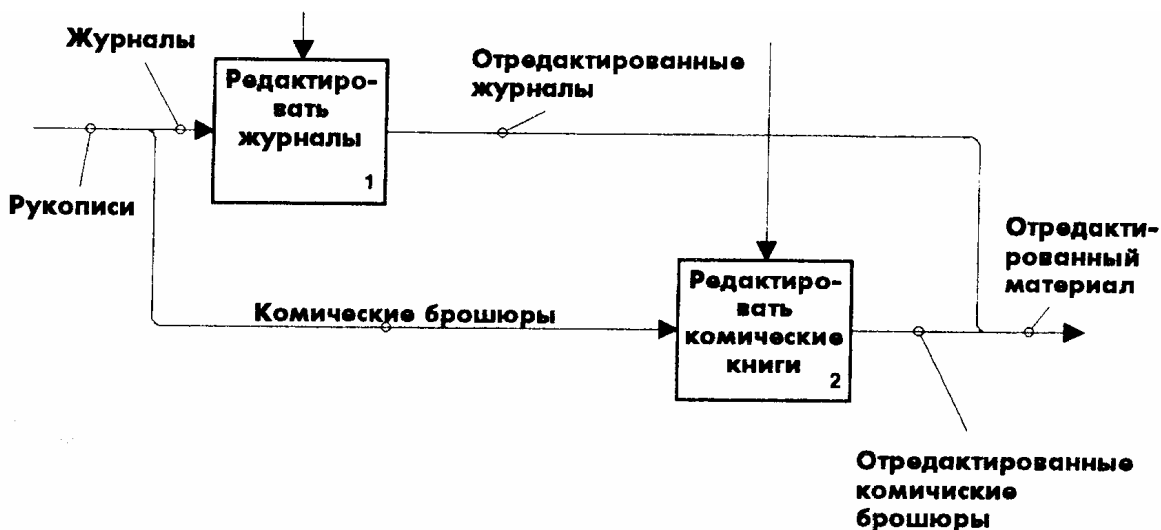 Журналы
Редактиро-
вать
журналы
1
Отредактированные
журналы
Рукописи
Комические брошюры
Редактиро-
вать
комические
книги
2
Отредакти-
рованный
материал
Отредактированные
комичиские
брошюры